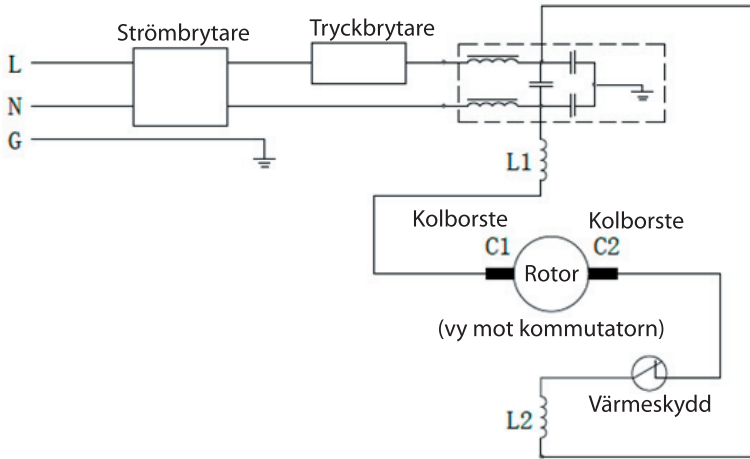 Strömbrytare
Tryckbrytare
L
N
G
L1
Kolborste
Kolborste
C1
C2
Rotor
(vy mot kommutatorn)
Värmeskydd
L2